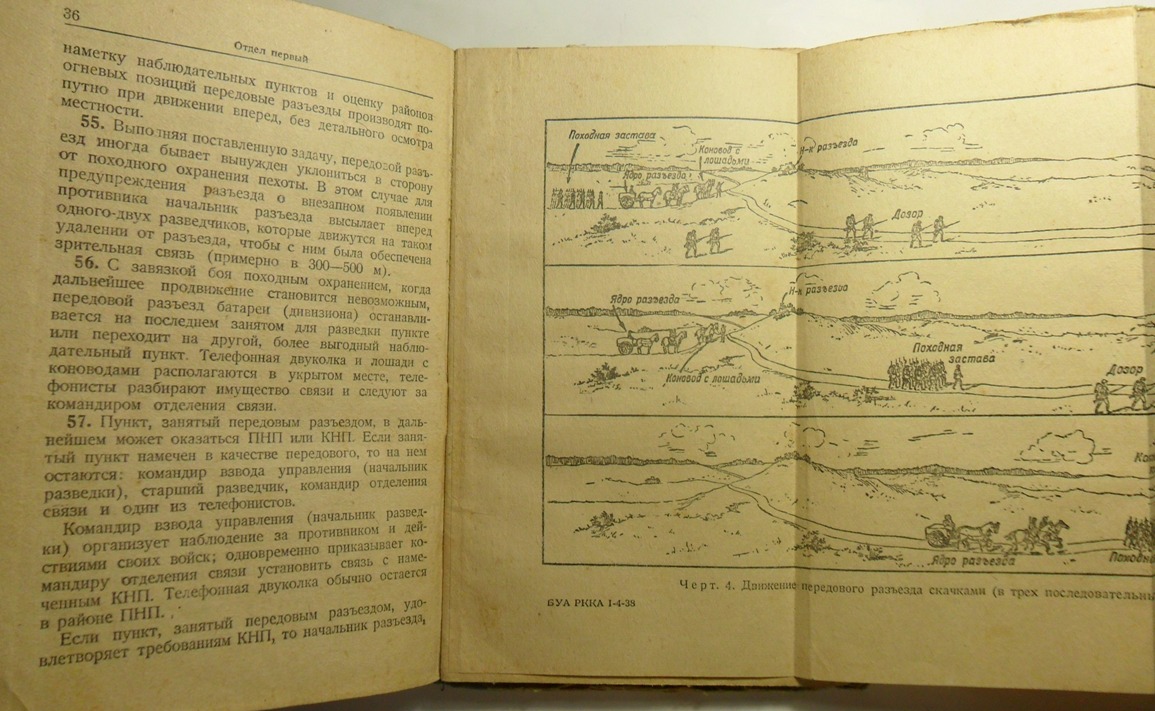 36
Отдел первый
наметку наблюдательных пунктов и оценку районов
огневых позиций передовые разъезды производят по-
путно при движении вперед, без детального осмотра
местности.
55. Выполняя поставленную задачу, передовой разъ-
езд иногда бывает вынужден уклониться в сторону
от походного охранения пехоты. В этом случае для
предупреждения разъезда о внезапном появлении
противника начальник разъезда высылает вперед
одного-двух разведчиков, которые движутся на таком
удалении от разъезда, чтобы с ним была обеспечена
зрительная связь (примерно в 300—500 м).
56. С завязкой боя походным охранением, когда
дальнейшее продвижение становится невозможным,
передовой разъезд батареи (дивизиона) останавли-
вается на последнем занятом для разведки пункте
или переходит на другой, более выгодный наблю-
дательный пункт. Телефонная двуколка и лошади с
коноводами располагаются в укрытом месте, теле-
фонисты разбирают имущество связи и следуют за
командиром отделения связи.
57. Пункт, занятый передовым разъездом, в даль-
нейшем может оказаться ПНП или КНП. Если заня-
тый пункт намечен в качестве передового, то на нем
остаются: командир взвода управления (начальник
разведки), старший разведчик, командир отделения
связи и один из телефонистов.
Командир взвода управления (начальник развед-
ки) организует наблюдение за противником и дей-
ствиями своих войск; одновременно приказывает ко-
мандиру отделения связи установить связь с наме-
ченным КНП. Телефонная двуколка обычно остается
в районе ПНП.
Если пункт, занятый передовым разъездом, удо-
влетворяет требованиям КНП, то начальник разъезда,
Походная застава
Коновод с
лошадьми
Ядро разъезда
Н-к разъезда
Дозор
Ядро разъезда
Н-к разъезда
Коновод с лошадьми
Походная
застава
Дозор
Ядро разъезда
Черт. 4. Движение передового разъезда скачками (в трех
БУА РККА 1-4-38